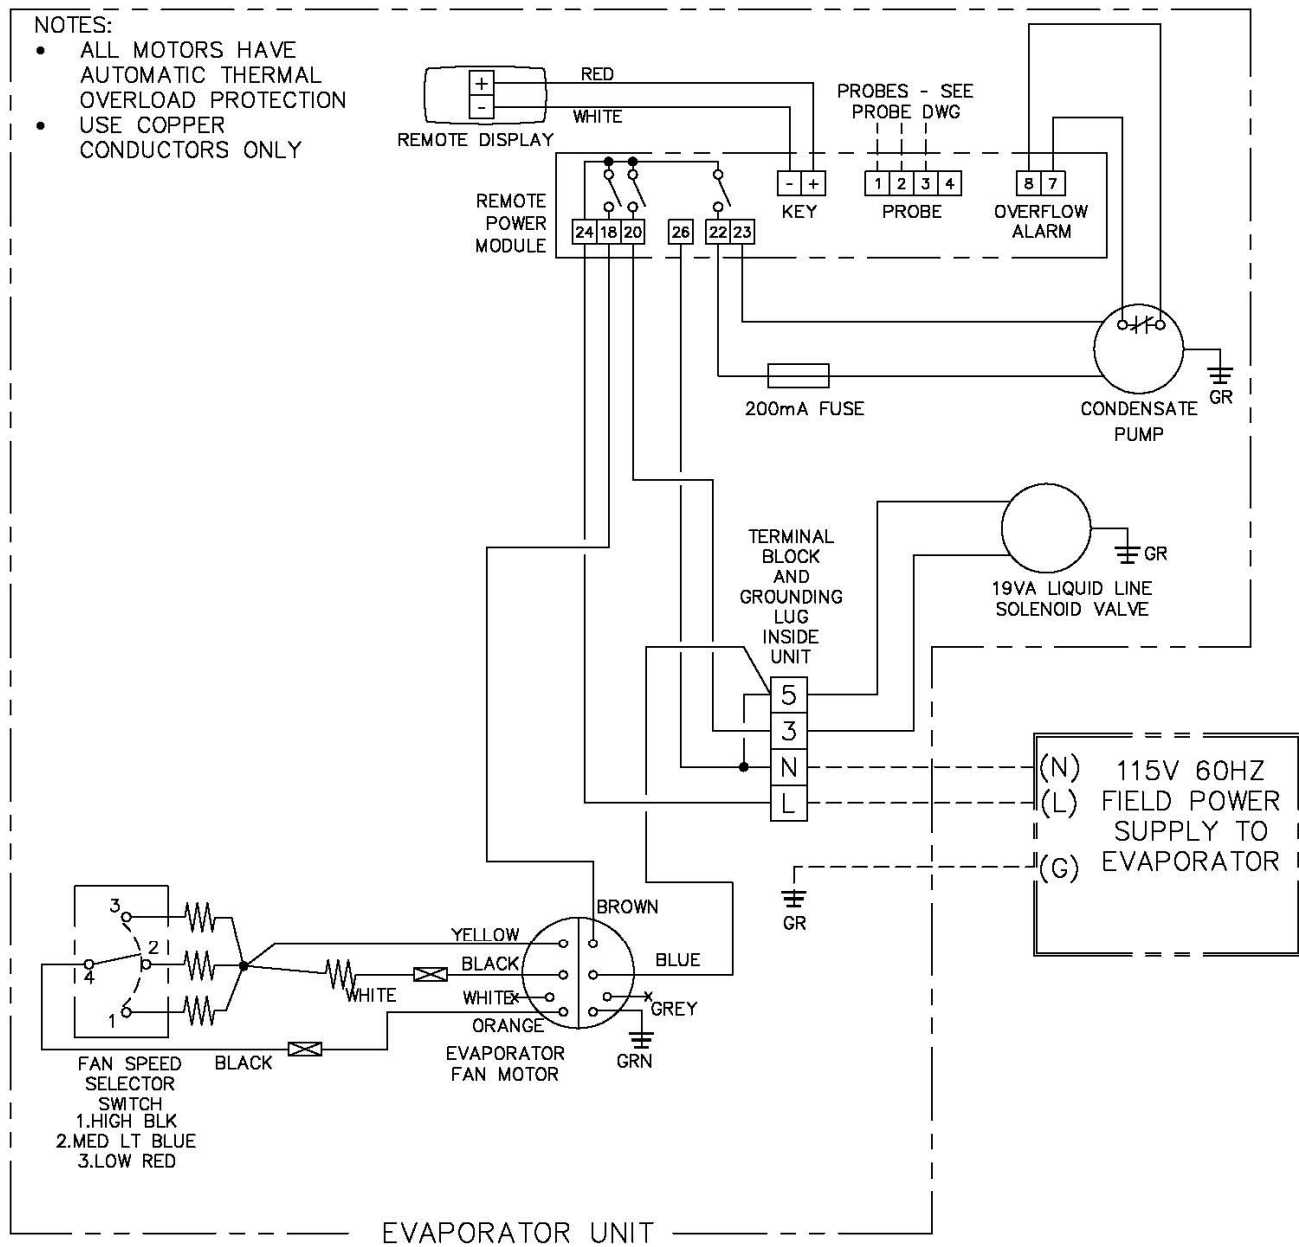 NOTES:
• ALL MOTORS HAVE
AUTOMATIC THERMAL
OVERLOAD PROTECTION
• USE COPPER
CONDUCTORS ONLY
+
-
REMOTE DISPLAY
RED
WHITE
PROBES - SEE
PROBE DWG
REMOTE
POWER
MODULE
24 18 20 26 22 23
- +
KEY
1 2 3 4
PROBE
8 7
OVERFLOW
ALARM
200mA FUSE
GR
CONDENSATE
PUMP
TERMINAL
BLOCK
AND
GROUNDING
LUG
INSIDE
UNIT
GR
19VA LIQUID LINE
SOLENOID VALVE
5
3
N
L
(N)
(L)
(G)
115V 60HZ
FIELD POWER
SUPPLY TO
EVAPORATOR
GR
3
2
4
1
WHITE
YELLOW
BLACK
WHITE
ORANGE
BROWN
BLUE
GREY
GRN
EVAPORATOR
FAN MOTOR
BLACK
FAN SPEED
SELECTOR
SWITCH
1.HIGH BLK
2.MED LT BLUE
3.LOW RED
EVAPORATOR UNIT